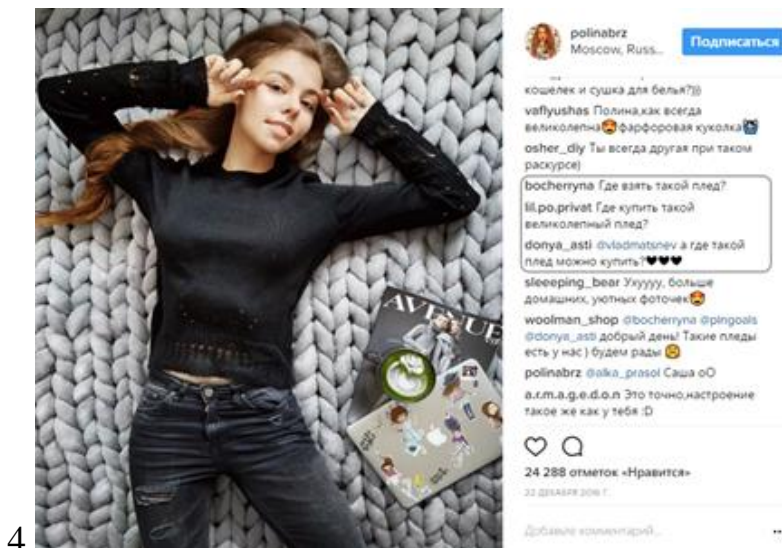 polinabrz
Moscow, Russ...
Подписаться
кошелек и сушка для белья?)))
vaflyushas Полина,как всегда
великолепна😍фарфоровая куколка😿
osher_diy Ты всегда другая при таком
раскурсе)
bocherryna Где взять такой плед?
lil.po.privat Где купить такой
великолепный плед?
donya_asti @vladmatsnev а где такой
плед можно купить?🖤🖤🖤
sleeeping_bear Ухуууу, больше
домашних, уютных фоточек😍
woolman_shop @bocherryna @pingoals
@donya_asti добрый день! Такие пледы
есть у нас ) будем рады 😊
polinabrz @alka_prasol Саша оО
a.r.m.a.g.e.d.o.n Это точно,настроение
такое же как у тебя :D
24 288 отметок «Нравится»
22 ДЕКАБРЯ 2016 Г.
Добавьте комментарий...
AVENUE
4